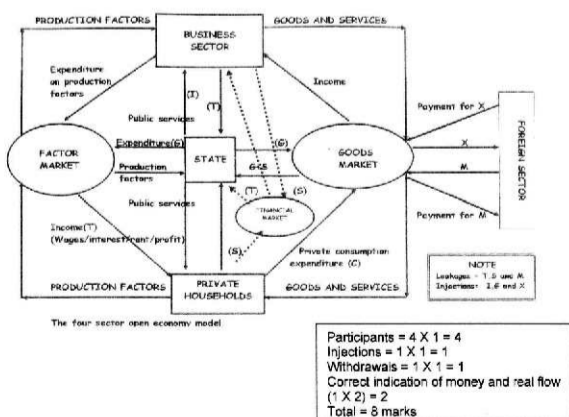 PRODUCTION FACTORS
GOODS AND SERVICES
BUSINESS
SECTOR
Expenditure
on production
factors
(I)
(T)
Income
Public services
Payment for X
FACTOR
MARKET
Expenditure(G)
STATE
(G)
GOODS
MARKET
X
FOREIGN SECTOR
Production
factors
G&S
M
Public services
(T)
(S)
FINANCIAL
MARKET
Payment for M
Income(T)
(Wages/interest/rent/profit)
(S)
Private consumption
expenditure (C)
NOTE
Leakages - T,S and M
Injections: I,G and X
PRODUCTION FACTORS
PRIVATE
HOUSEHOLDS
GOODS AND SERVICES
The four sector open economy model
Participants = 4 X 1 = 4
Injections = 1 X 1 = 1
Withdrawals = 1 X 1 = 1
Correct indication of money and real flow
(1 X 2) = 2
Total = 8 marks